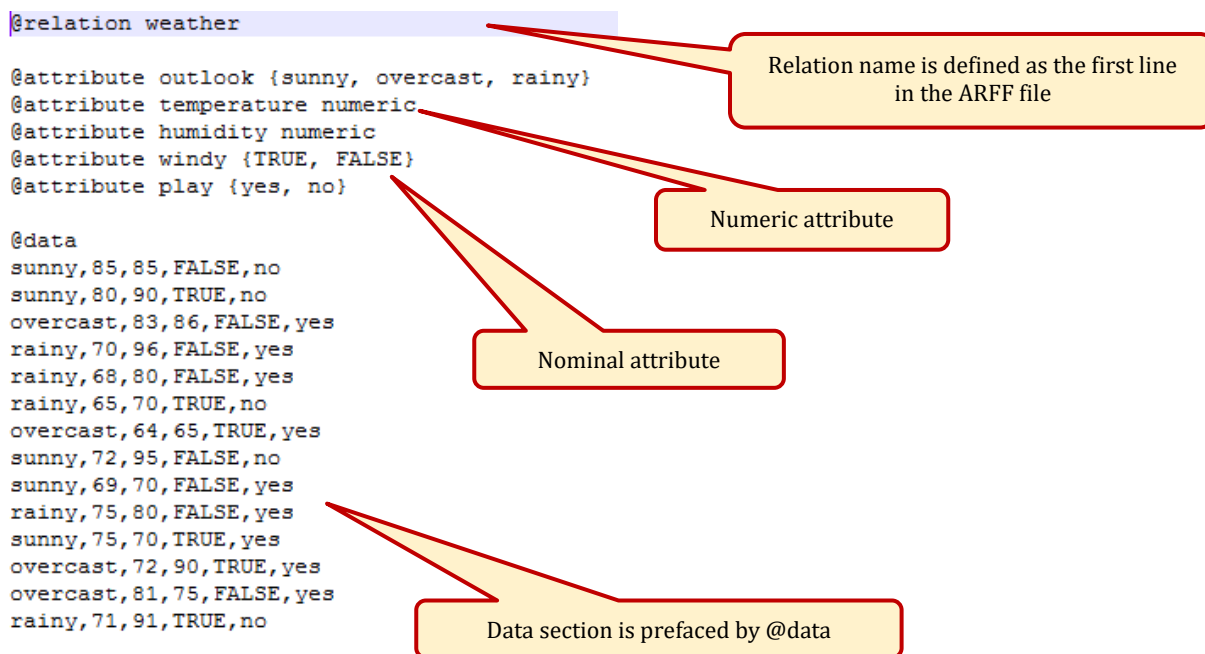 @relation weather
Relation name is defined as the first line
in the ARFF file
@attribute outlook {sunny, overcast, rainy}
@attribute temperature numeric
@attribute humidity numeric
@attribute windy {TRUE, FALSE}
@attribute play {yes, no}
Numeric attribute
@data
sunny,85,85,FALSE,no
sunny,80,90,TRUE,no
overcast,83,86,FALSE,yes
rainy,70,96,FALSE,yes
rainy,68,80,FALSE,yes
rainy,65,70,TRUE,no
overcast,64,65,TRUE,yes
sunny,72,95,FALSE,no
sunny,69,70,FALSE,yes
rainy,75,80,FALSE,yes
sunny,75,70,TRUE,yes
overcast,72,90,TRUE,yes
overcast,81,75,FALSE,yes
rainy,71,91,TRUE,no
Nominal attribute
Data section is prefaced by @data